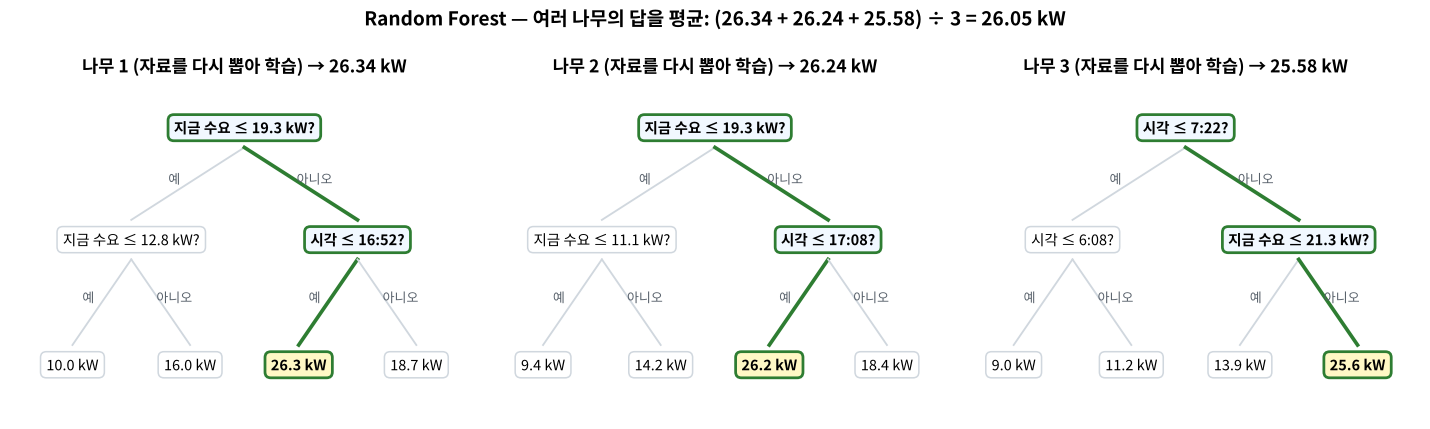 Random Forest — 여러 나무의 답을 평균: (26.34 + 26.24 + 25.58) ÷ 3 = 26.05 kW
나무 1 (자료를 다시 뽑아 학습) → 26.34 kW
지금 수요 ≤ 19.3 kW?
예
아니오
지금 수요 ≤ 12.8 kW?
시각 ≤ 16:52?
예
아니오
예
아니오
10.0 kW
16.0 kW
26.3 kW
18.7 kW
나무 2 (자료를 다시 뽑아 학습) → 26.24 kW
지금 수요 ≤ 19.3 kW?
예
아니오
지금 수요 ≤ 11.1 kW?
시각 ≤ 17:08?
예
아니오
예
아니오
9.4 kW
14.2 kW
26.2 kW
18.4 kW
나무 3 (자료를 다시 뽑아 학습) → 25.58 kW
시각 ≤ 7:22?
예
아니오
시각 ≤ 6:08?
지금 수요 ≤ 21.3 kW?
예
아니오
예
아니오
9.0 kW
11.2 kW
13.9 kW
25.6 kW